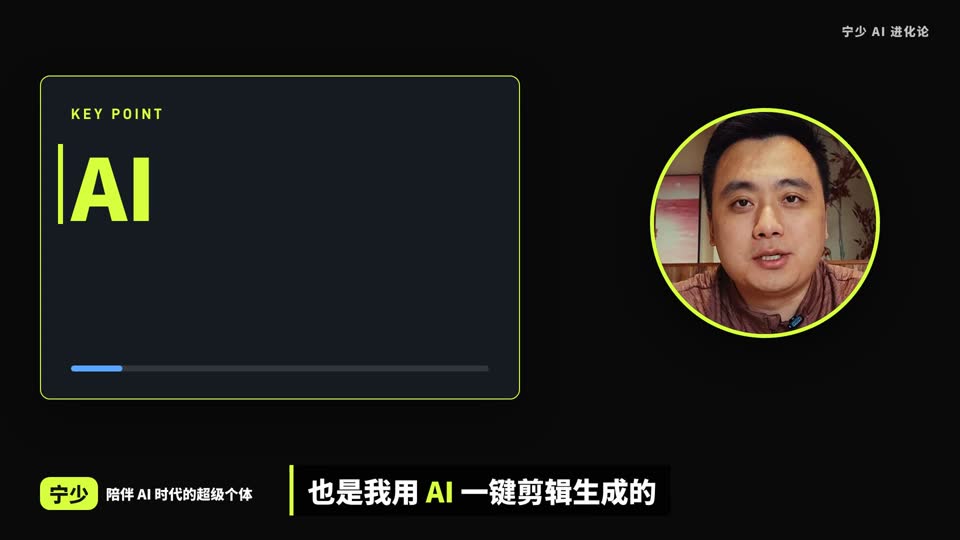 宁少 AI 进化论
KEY POINT
AI
宁少
陪伴 AI 时代的超级个体
也是我用 AI 一键剪辑生成的